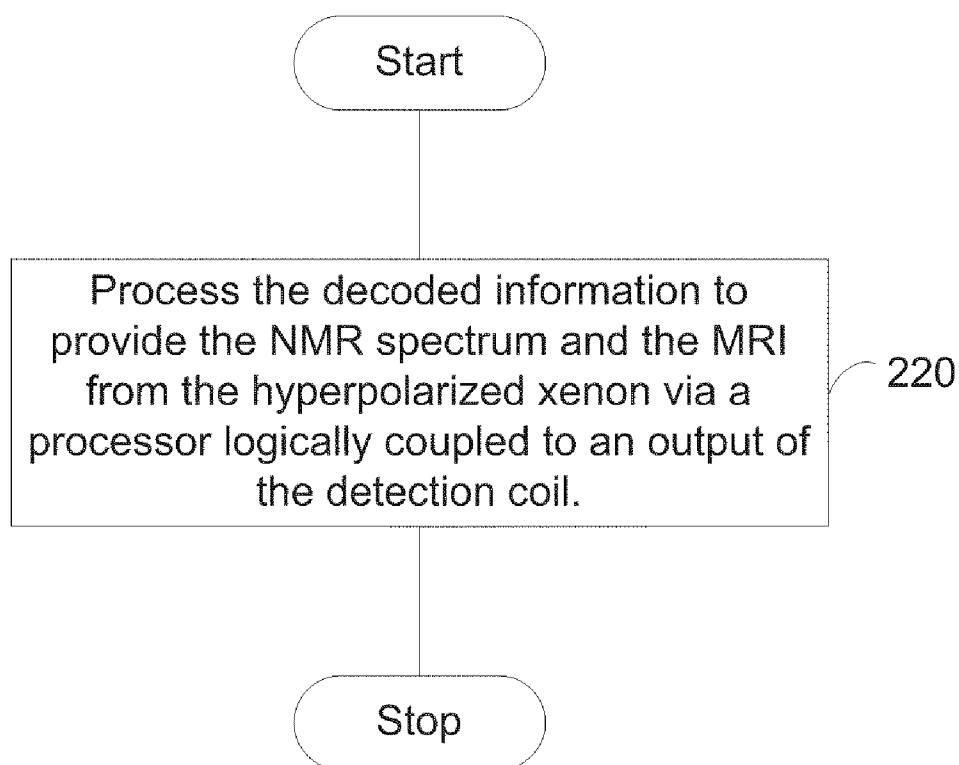 Start
Process the decoded information to
provide the NMR spectrum and the MRI
from the hyperpolarized xenon via a
processor logically coupled to an output of
the detection coil.
220
Stop